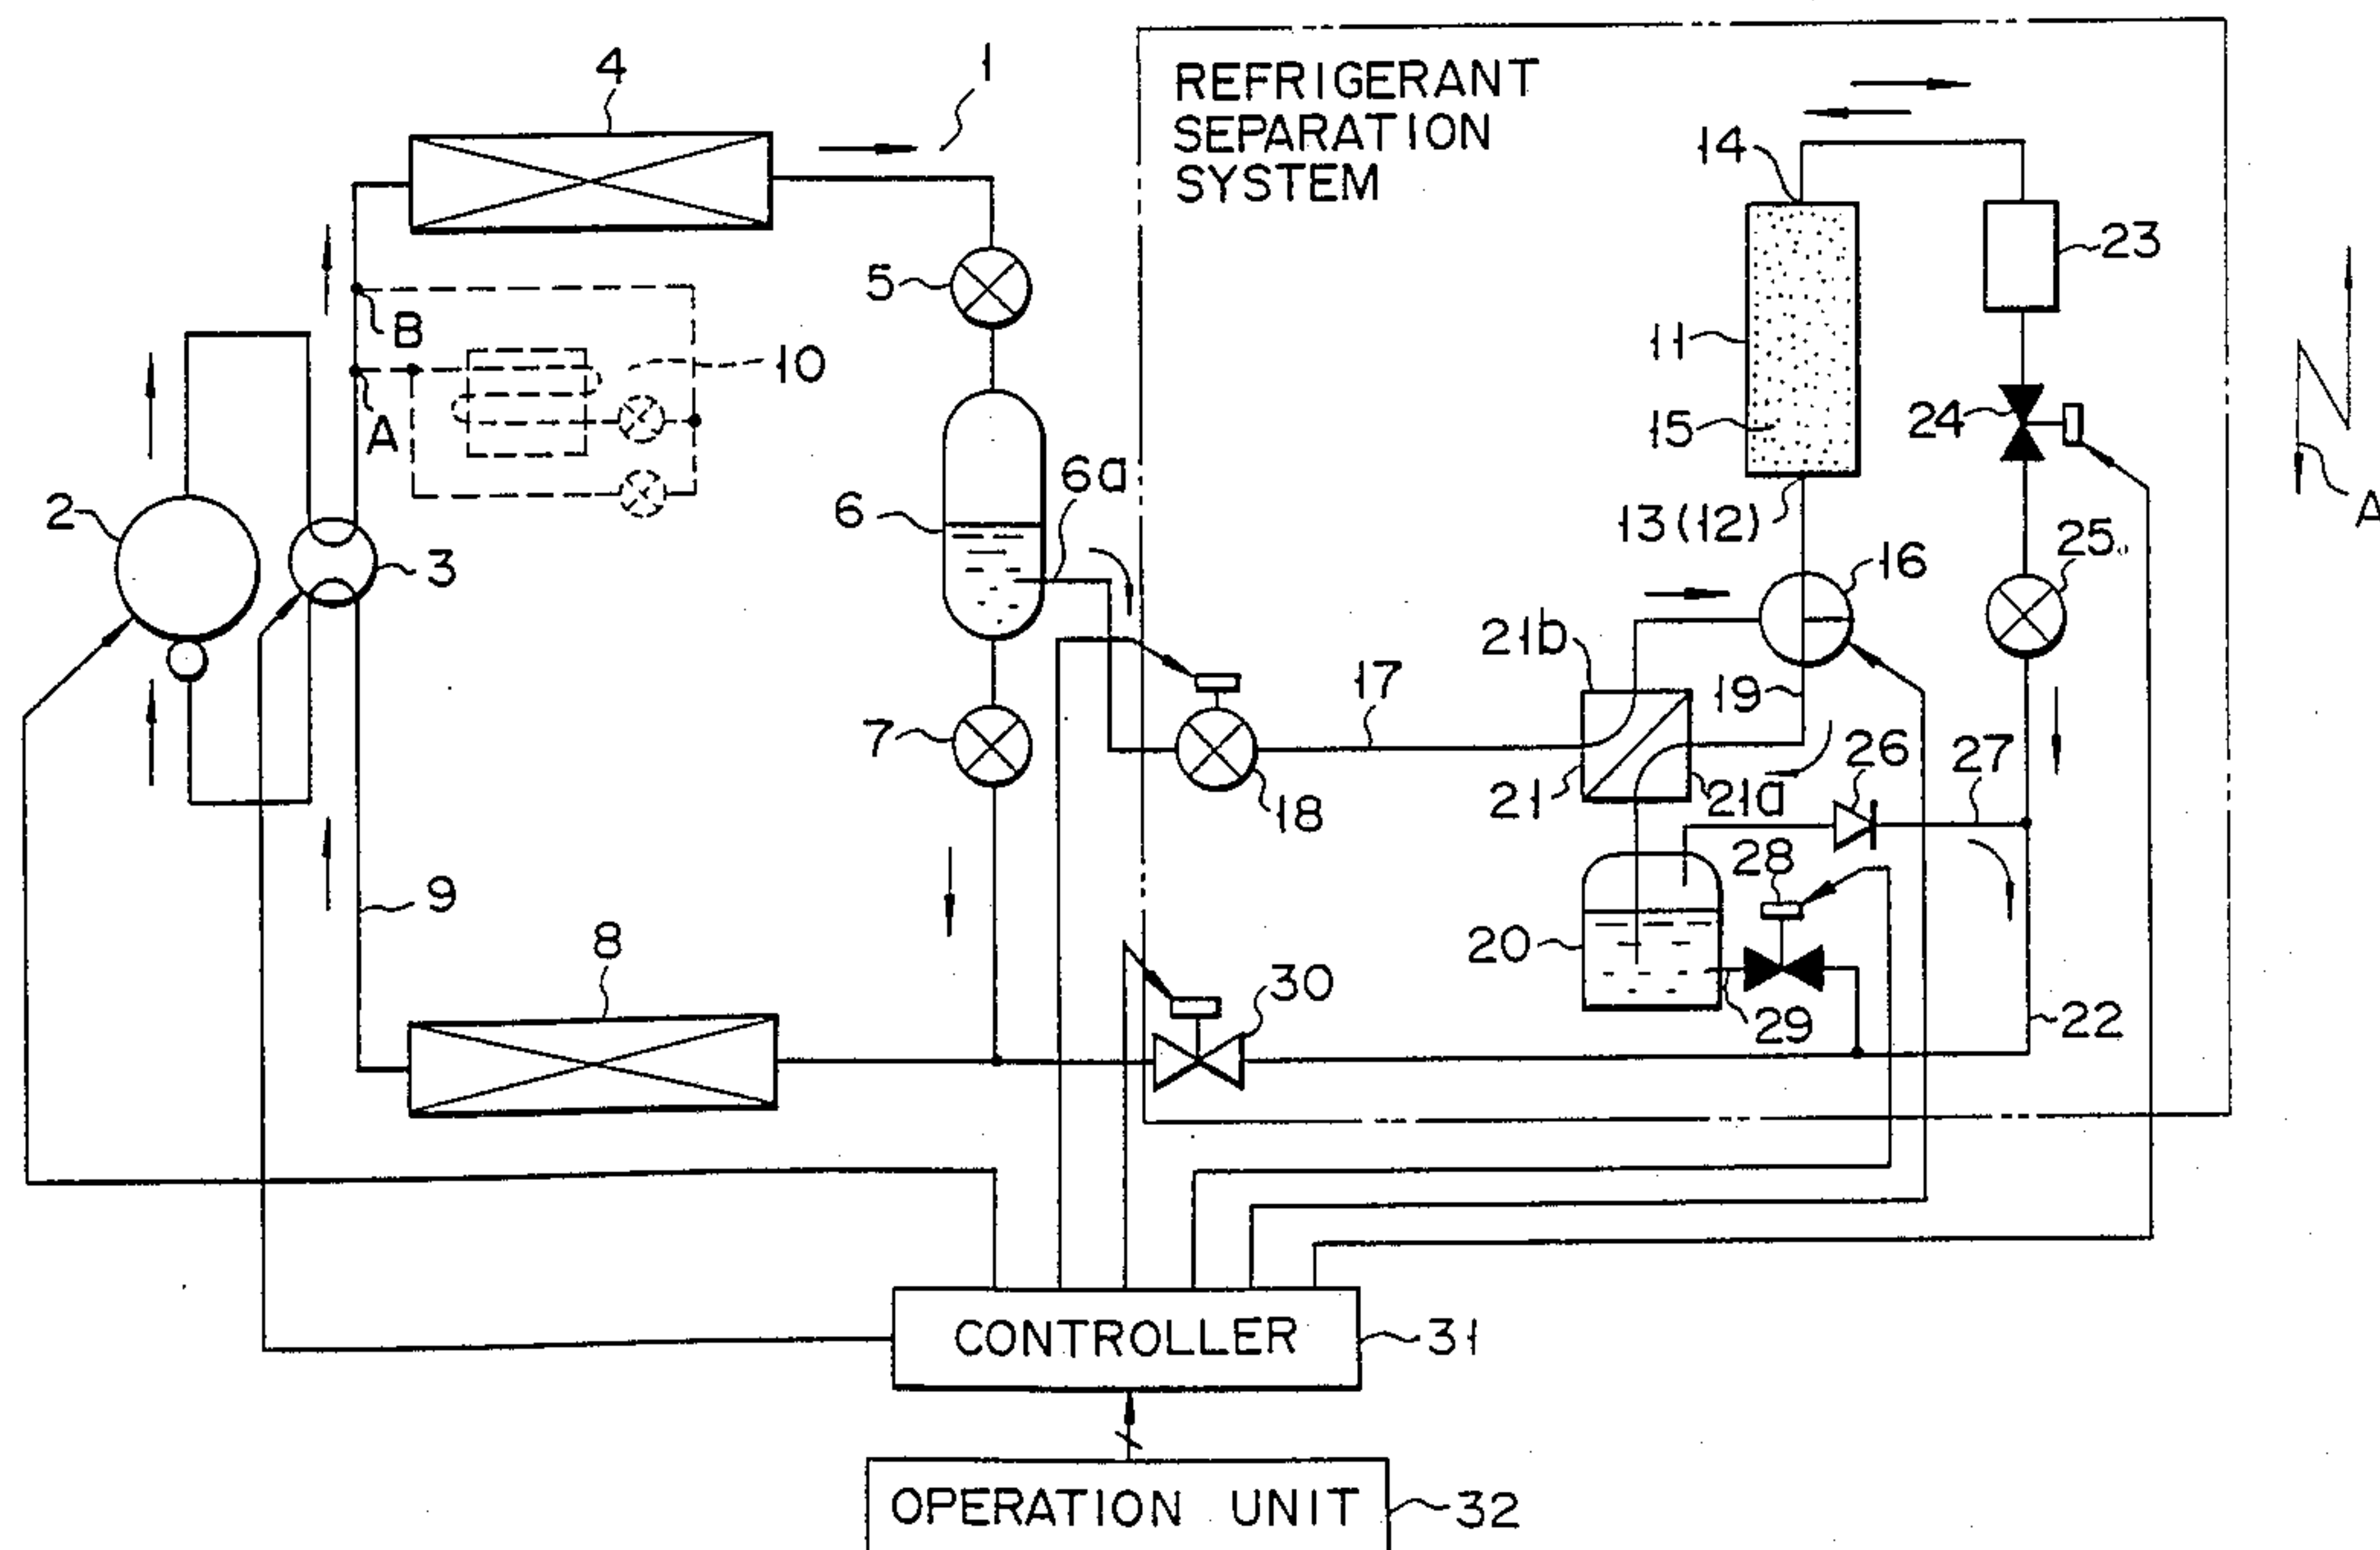 4
1
REFRIGERANT
SEPARATION
SYSTEM
14
23
5
B
10
11
A
24
15
6a
2
6
13(12)
A
3
25
16
21b
17
19
7
26
27
18
21
21a
28
9
8
20
30
29
22
CONTROLLER
31
OPERATION UNIT
32